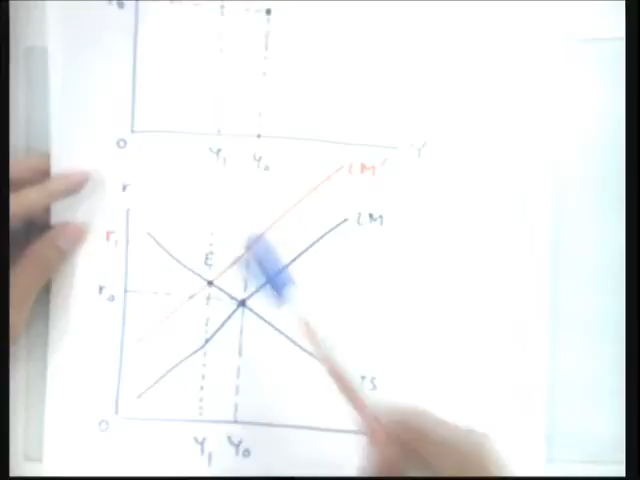 O Y₁ Y₀ Y
r
LM'
LM
r₁
E
r₀
IS
O
Y₁ Y₀